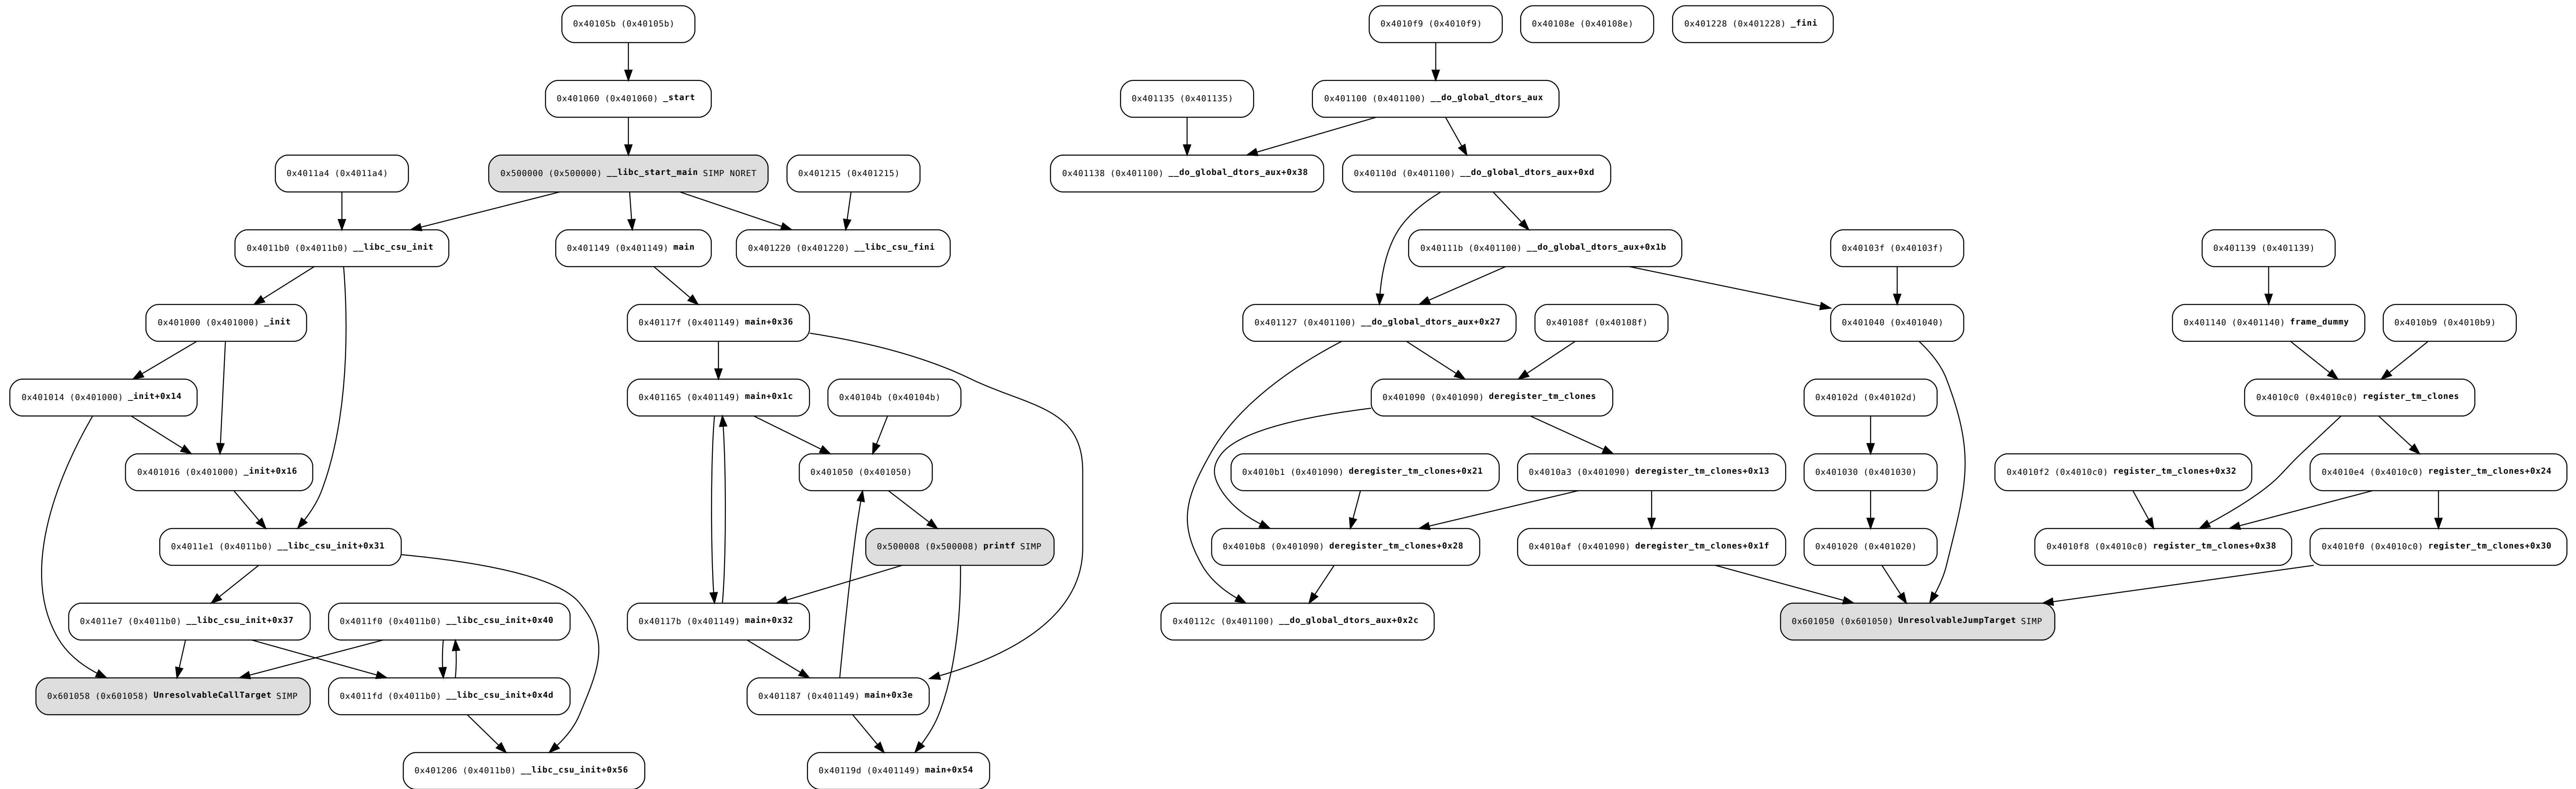 0x40105b (0x40105b)
0x4010f9 (0x4010f9)
0x40108e (0x40108e)
0x401228 (0x401228) _fini
0x401060 (0x401060) _start
0x401135 (0x401135)
0x401100 (0x401100) __do_global_dtors_aux
0x4011a4 (0x4011a4)
0x500000 (0x500000) __libc_start_main SIMP NORET
0x401215 (0x401215)
0x401138 (0x401100) __do_global_dtors_aux+0x38
0x40110d (0x401100) __do_global_dtors_aux+0xd
0x4011b0 (0x4011b0) __libc_csu_init
0x401149 (0x401149) main
0x401220 (0x401220) __libc_csu_fini
0x40111b (0x401100) __do_global_dtors_aux+0x1b
0x40103f (0x40103f)
0x401139 (0x401139)
0x401000 (0x401000) _init
0x40117f (0x401149) main+0x36
0x401127 (0x401100) __do_global_dtors_aux+0x27
0x40108f (0x40108f)
0x401040 (0x401040)
0x401140 (0x401140) frame_dummy
0x4010b9 (0x4010b9)
0x401014 (0x401000) _init+0x14
0x401165 (0x401149) main+0x1c
0x40104b (0x40104b)
0x401090 (0x401090) deregister_tm_clones
0x40102d (0x40102d)
0x4010c0 (0x4010c0) register_tm_clones
0x401016 (0x401000) _init+0x16
0x401050 (0x401050)
0x4010b1 (0x401090) deregister_tm_clones+0x21
0x4010a3 (0x401090) deregister_tm_clones+0x13
0x401030 (0x401030)
0x4010f2 (0x4010c0) register_tm_clones+0x32
0x4010e4 (0x4010c0) register_tm_clones+0x24
0x4011e1 (0x4011b0) __libc_csu_init+0x31
0x500008 (0x500008) printf SIMP
0x4010b8 (0x401090) deregister_tm_clones+0x28
0x4010af (0x401090) deregister_tm_clones+0x1f
0x401020 (0x401020)
0x4010f8 (0x4010c0) register_tm_clones+0x38
0x4010f0 (0x4010c0) register_tm_clones+0x30
0x4011e7 (0x4011b0) __libc_csu_init+0x37
0x4011f0 (0x4011b0) __libc_csu_init+0x40
0x40117b (0x401149) main+0x32
0x40112c (0x401100) __do_global_dtors_aux+0x2c
0x601050 (0x601050) UnresolvableJumpTarget SIMP
0x601058 (0x601058) UnresolvableCallTarget SIMP
0x4011fd (0x4011b0) __libc_csu_init+0x4d
0x401187 (0x401149) main+0x3e
0x401206 (0x4011b0) __libc_csu_init+0x56
0x40119d (0x401149) main+0x54